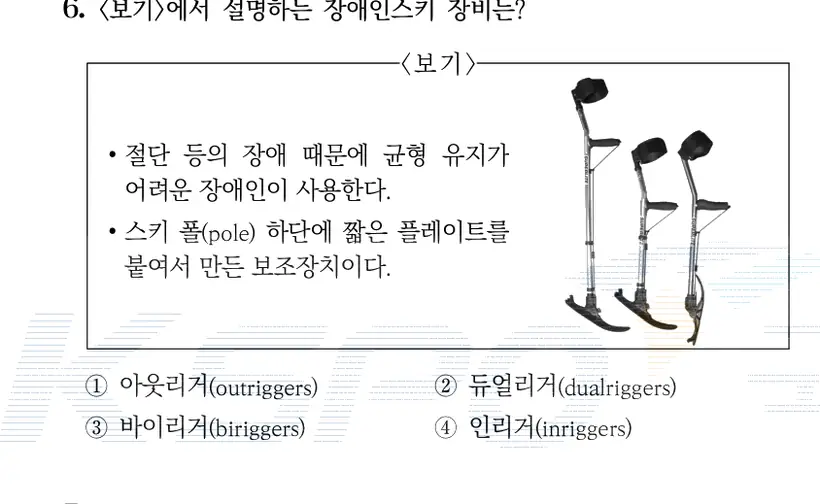 6. 〈보기〉에서 설명하는 장애인스키 장비는?
〈보기〉
• 절단 등의 장애 때문에 균형 유지가
어려운 장애인이 사용한다.
• 스키 폴(pole) 하단에 짧은 플레이트를
붙여서 만든 보조장치이다.
① 아웃리거(outriggers) ② 듀얼리거(dualriggers)
③ 바이리거(biriggers) ④ 인리거(inriggers)